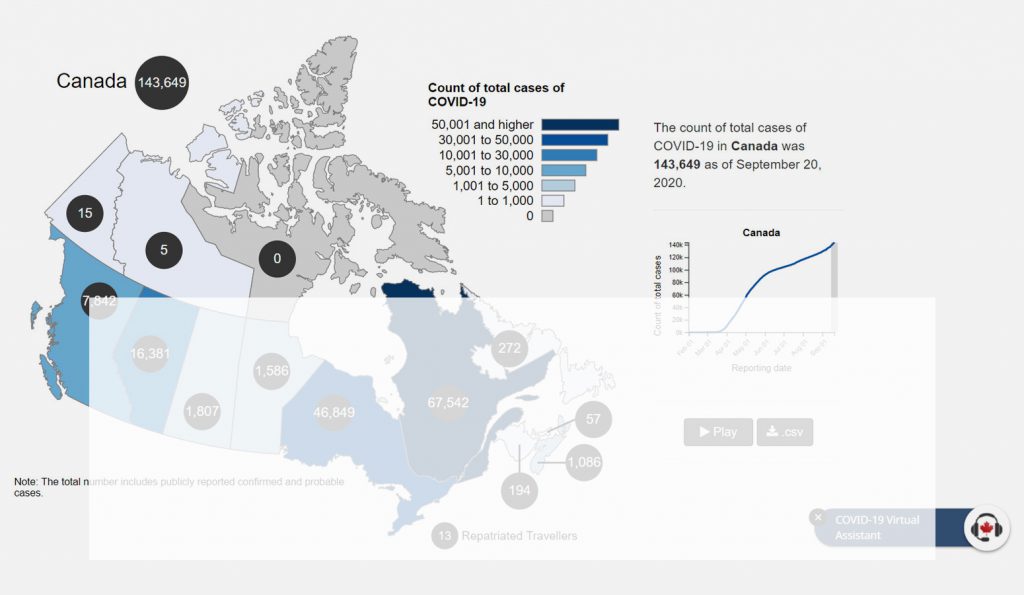 Canada 143,649
Count of total cases of
COVID-19
50,001 and higher
30,001 to 50,000
10,001 to 30,000
5,001 to 10,000
1,001 to 5,000
1 to 1,000
0
The count of total cases of
COVID-19 in Canada was
143,649 as of September 20,
2020.
15
5
0
7,842
16,381
1,807
1,586
46,849
67,542
272
57
1,086
194
13 Repatriated Travellers
Note: The total number includes publicly reported confirmed and probable
cases.
Canada
Count of total cases
140k
120k
100k
80k
60k
40k
20k
0k
Feb 01
Mar 01
Apr 01
May 01
Jun 01
Jul 01
Aug 01
Sep 01
Reporting date
Play
.csv
COVID-19 Virtual
Assistant